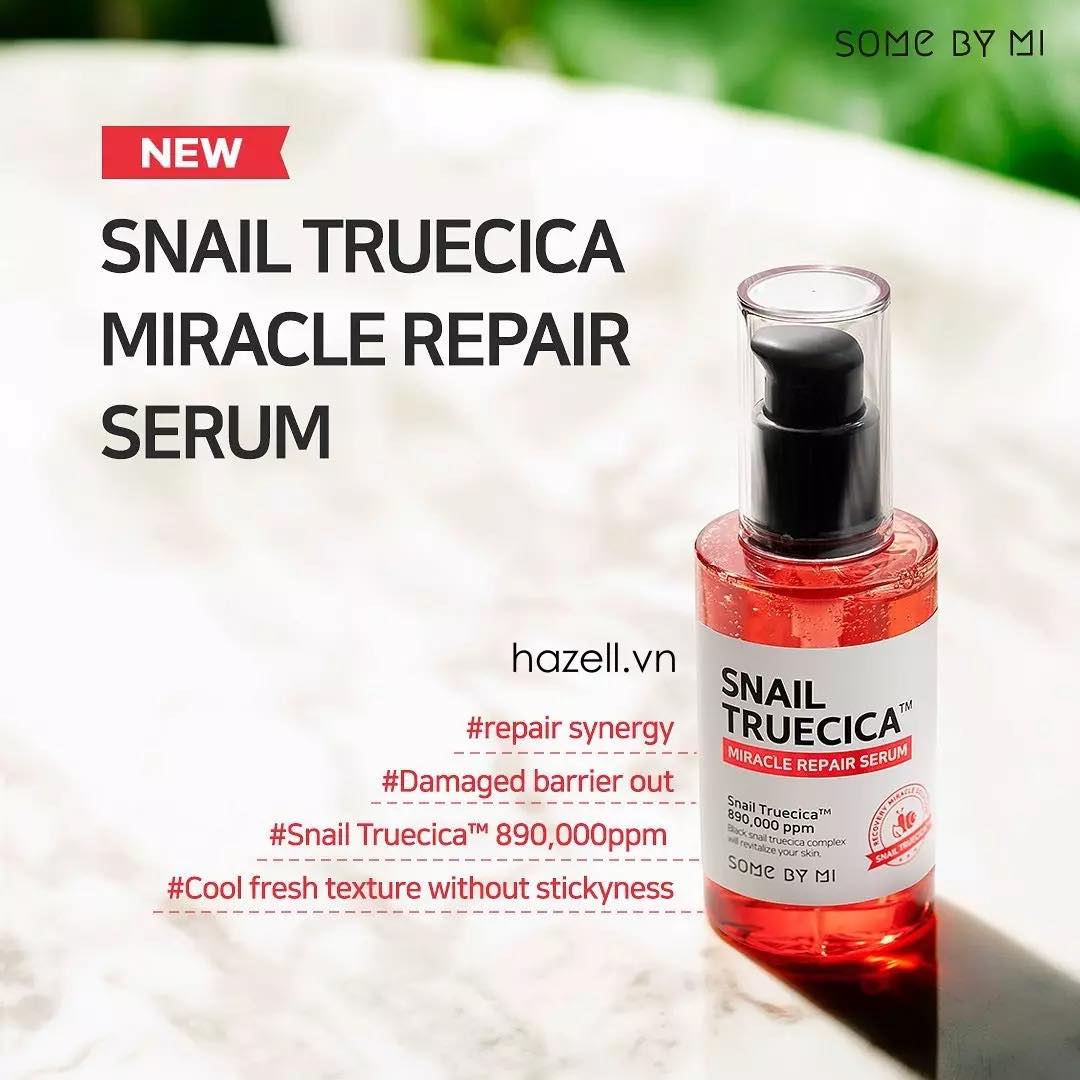 SOME BY MI
NEW
SNAIL TRUECICA
MIRACLE REPAIR
SERUM
hazell.vn
#repair synergy
#Damaged barrier out
#Snail Truecica™ 890,000ppm
#Cool fresh texture without stickyness
SNAIL
TRUECICA™
MIRACLE REPAIR SERUM
Snail Truecica™
890,000 ppm
Black snail truecica complex
will revitalize your skin.
SOME BY MI
RECOVERY MIRACLE
SNAIL TRUECICA